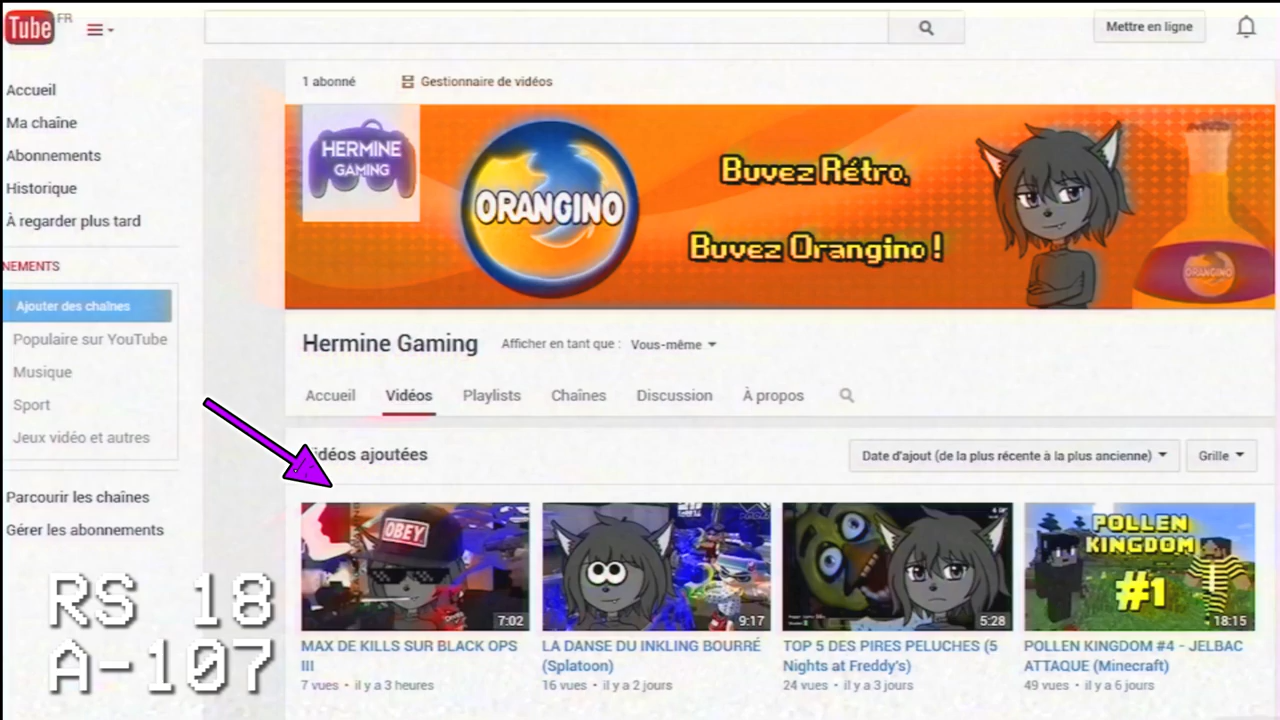 Tube FR
Mettre en ligne
Accueil
Ma chaîne
Abonnements
Historique
À regarder plus tard
NEMENTS
Ajouter des chaînes
Populaire sur YouTube
Musique
Sport
Jeux vidéo et autres
Parcourir les chaînes
Gérer les abonnements
1 abonné
Gestionnaire de vidéos
HERMINE
GAMING
ORANGINO
Buvez Rétro,
Buvez Orangino !
ORANGINO
Hermine Gaming
Afficher en tant que : Vous-même
Accueil Vidéos Playlists Chaînes Discussion À propos
idéos ajoutées
Date d'ajout (de la plus récente à la plus ancienne)
Grille
OBEY
7:02
MAX DE KILLS SUR BLACK OPS
III
7 vues • il y a 3 heures
9:17
LA DANSE DU INKLING BOURRÉ
(Splatoon)
16 vues • il y a 2 jours
5:28
TOP 5 DES PIRES PELUCHES (5
Nights at Freddy's)
24 vues • il y a 3 jours
POLLEN
KINGDOM
#1
18:15
POLLEN KINGDOM #4 - JELBAC
ATTAQUE (Minecraft)
49 vues • il y a 6 jours
RS 18
A-107